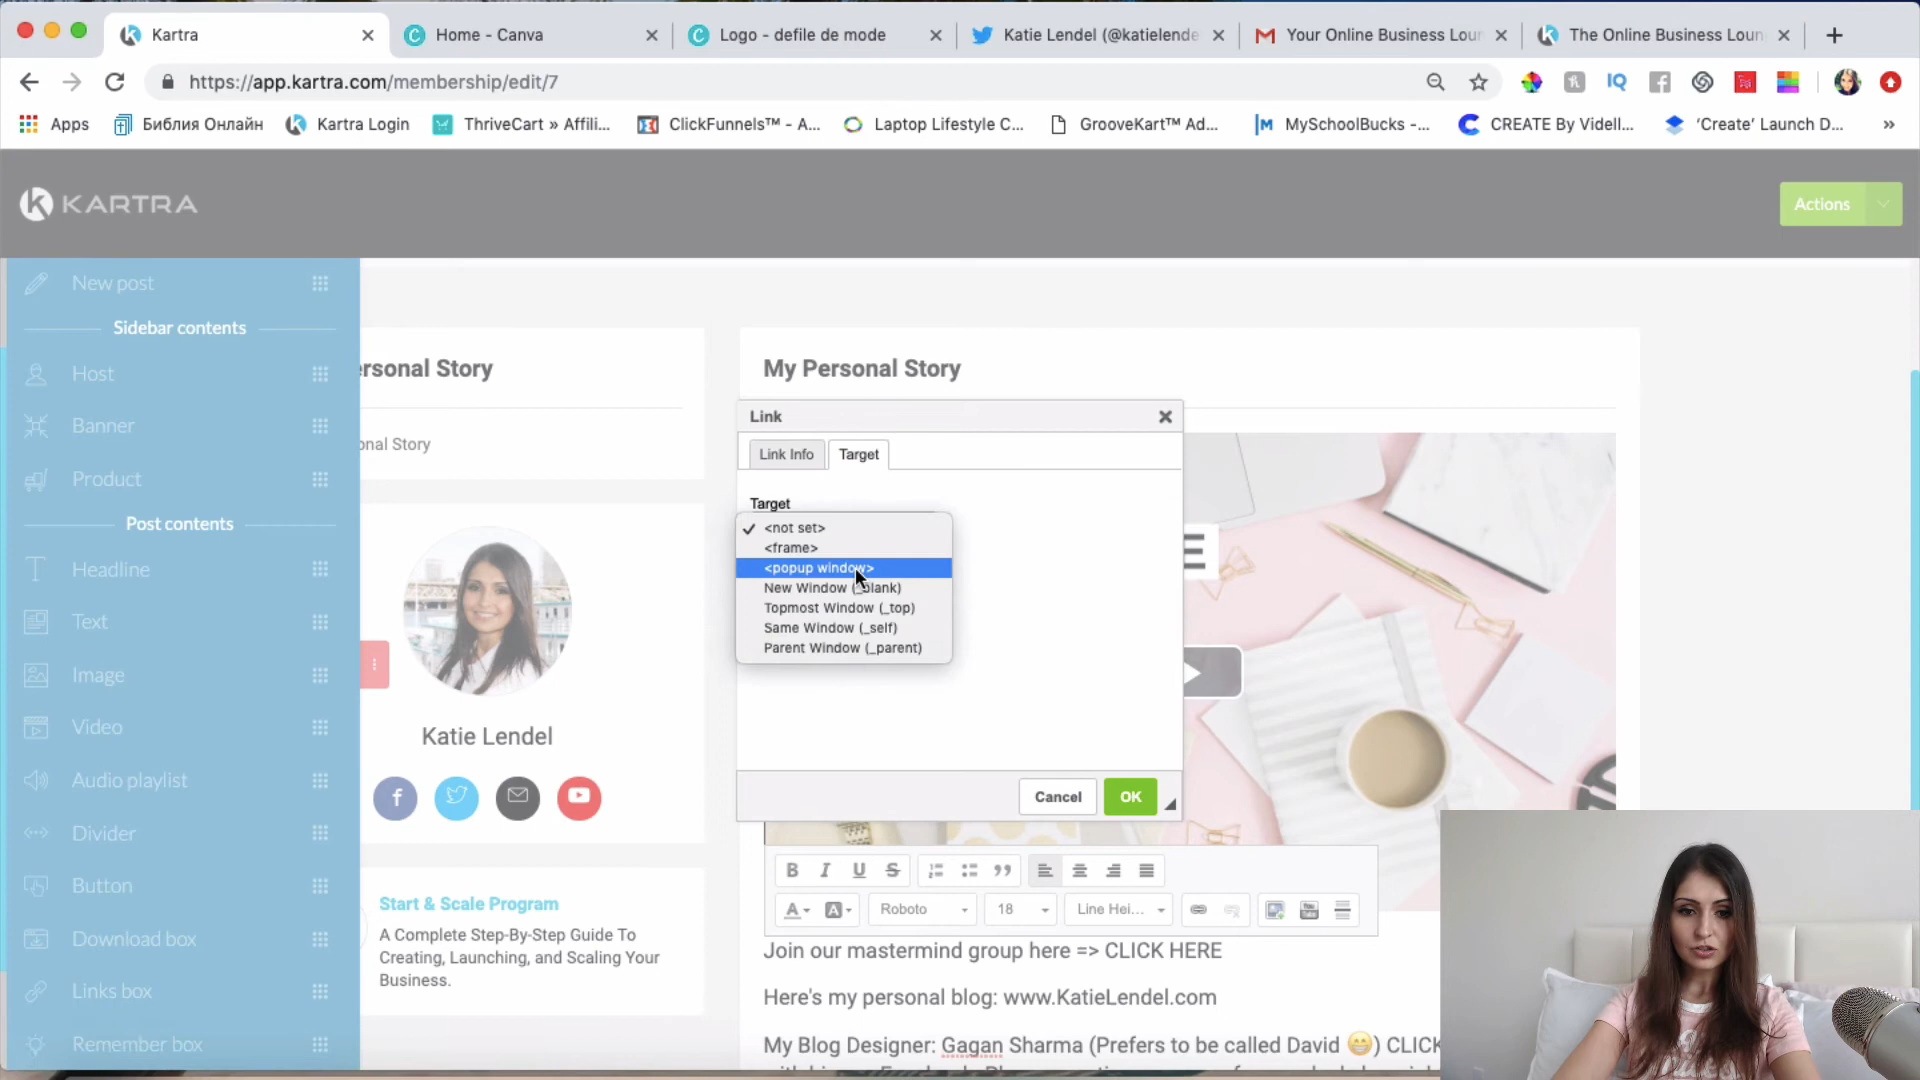 Kartra
Home - Canva
Logo - defile de mode
Katie Lendel (@katielende
Your Online Business Loun
The Online Business Loun
https://app.kartra.com/membership/edit/7
Apps
Библия Онлайн
Kartra Login
ThriveCart » Affili...
ClickFunnels™ - A...
Laptop Lifestyle C...
GrooveKart™ Ad...
MySchoolBucks -...
CREATE By Videll...
'Create' Launch D...
»
KARTRA
Actions
New post
Sidebar contents
Host
Banner
Product
Post contents
Headline
Text
Image
Video
Audio playlist
Divider
Button
Download box
Links box
Remember box
ersonal Story
onal Story
Katie Lendel
Start & Scale Program
A Complete Step-By-Step Guide To
Creating, Launching, and Scaling Your
Business.
My Personal Story
Link
Link Info
Target
Target
<not set>
<frame>
<popup window>
New Window (_blank)
Topmost Window (_top)
Same Window (_self)
Parent Window (_parent)
Cancel
OK
E
B I U S
A A Roboto 18 Line Hei...
Join our mastermind group here => CLICK HERE
Here's my personal blog: www.KatieLendel.com
My Blog Designer: Gagan Sharma (Prefers to be called David 😀) CLICK